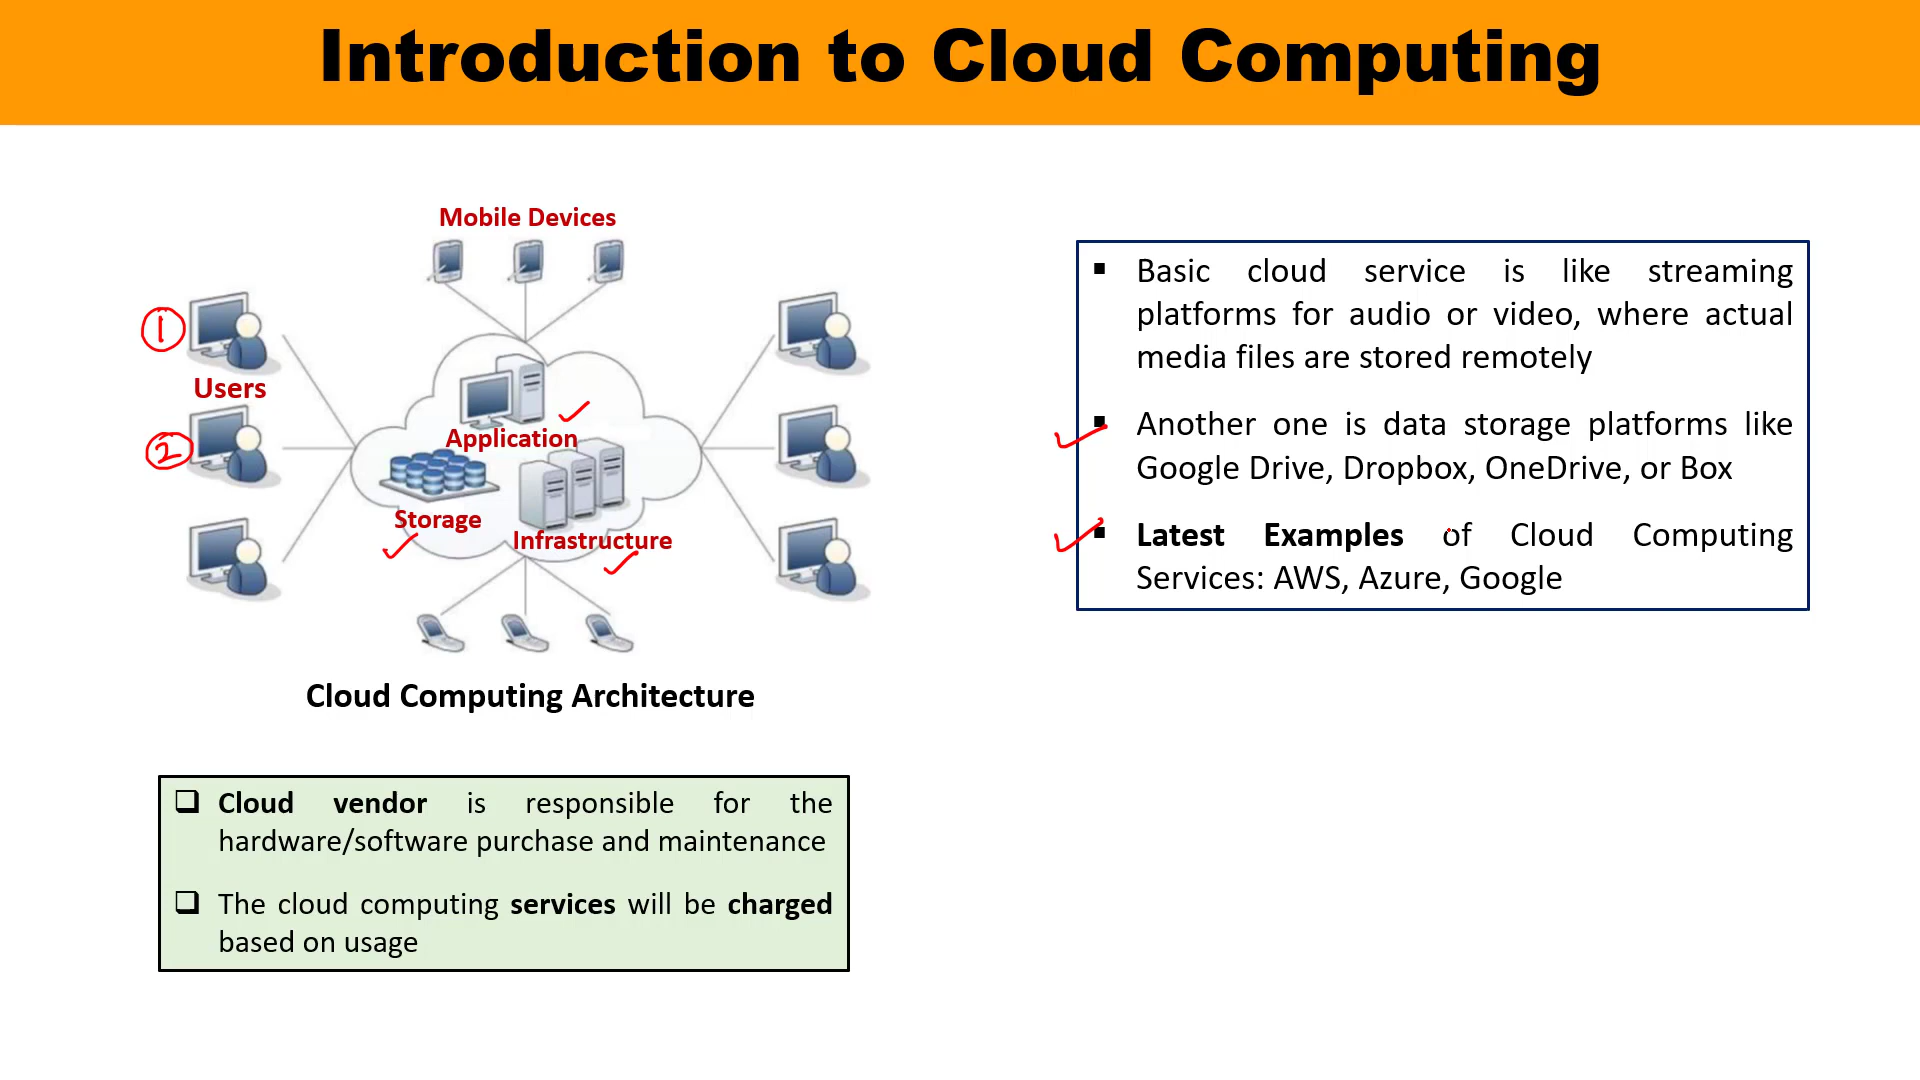 Introduction to Cloud Computing
Mobile Devices
1
Users
2
Application
Storage
Infrastructure
Cloud Computing Architecture
▪ Basic cloud service is like streaming
platforms for audio or video, where actual
media files are stored remotely
▪ Another one is data storage platforms like
Google Drive, Dropbox, OneDrive, or Box
▪ Latest Examples of Cloud Computing
Services: AWS, Azure, Google
❑ Cloud vendor is responsible for the
hardware/software purchase and maintenance
❑ The cloud computing services will be charged
based on usage